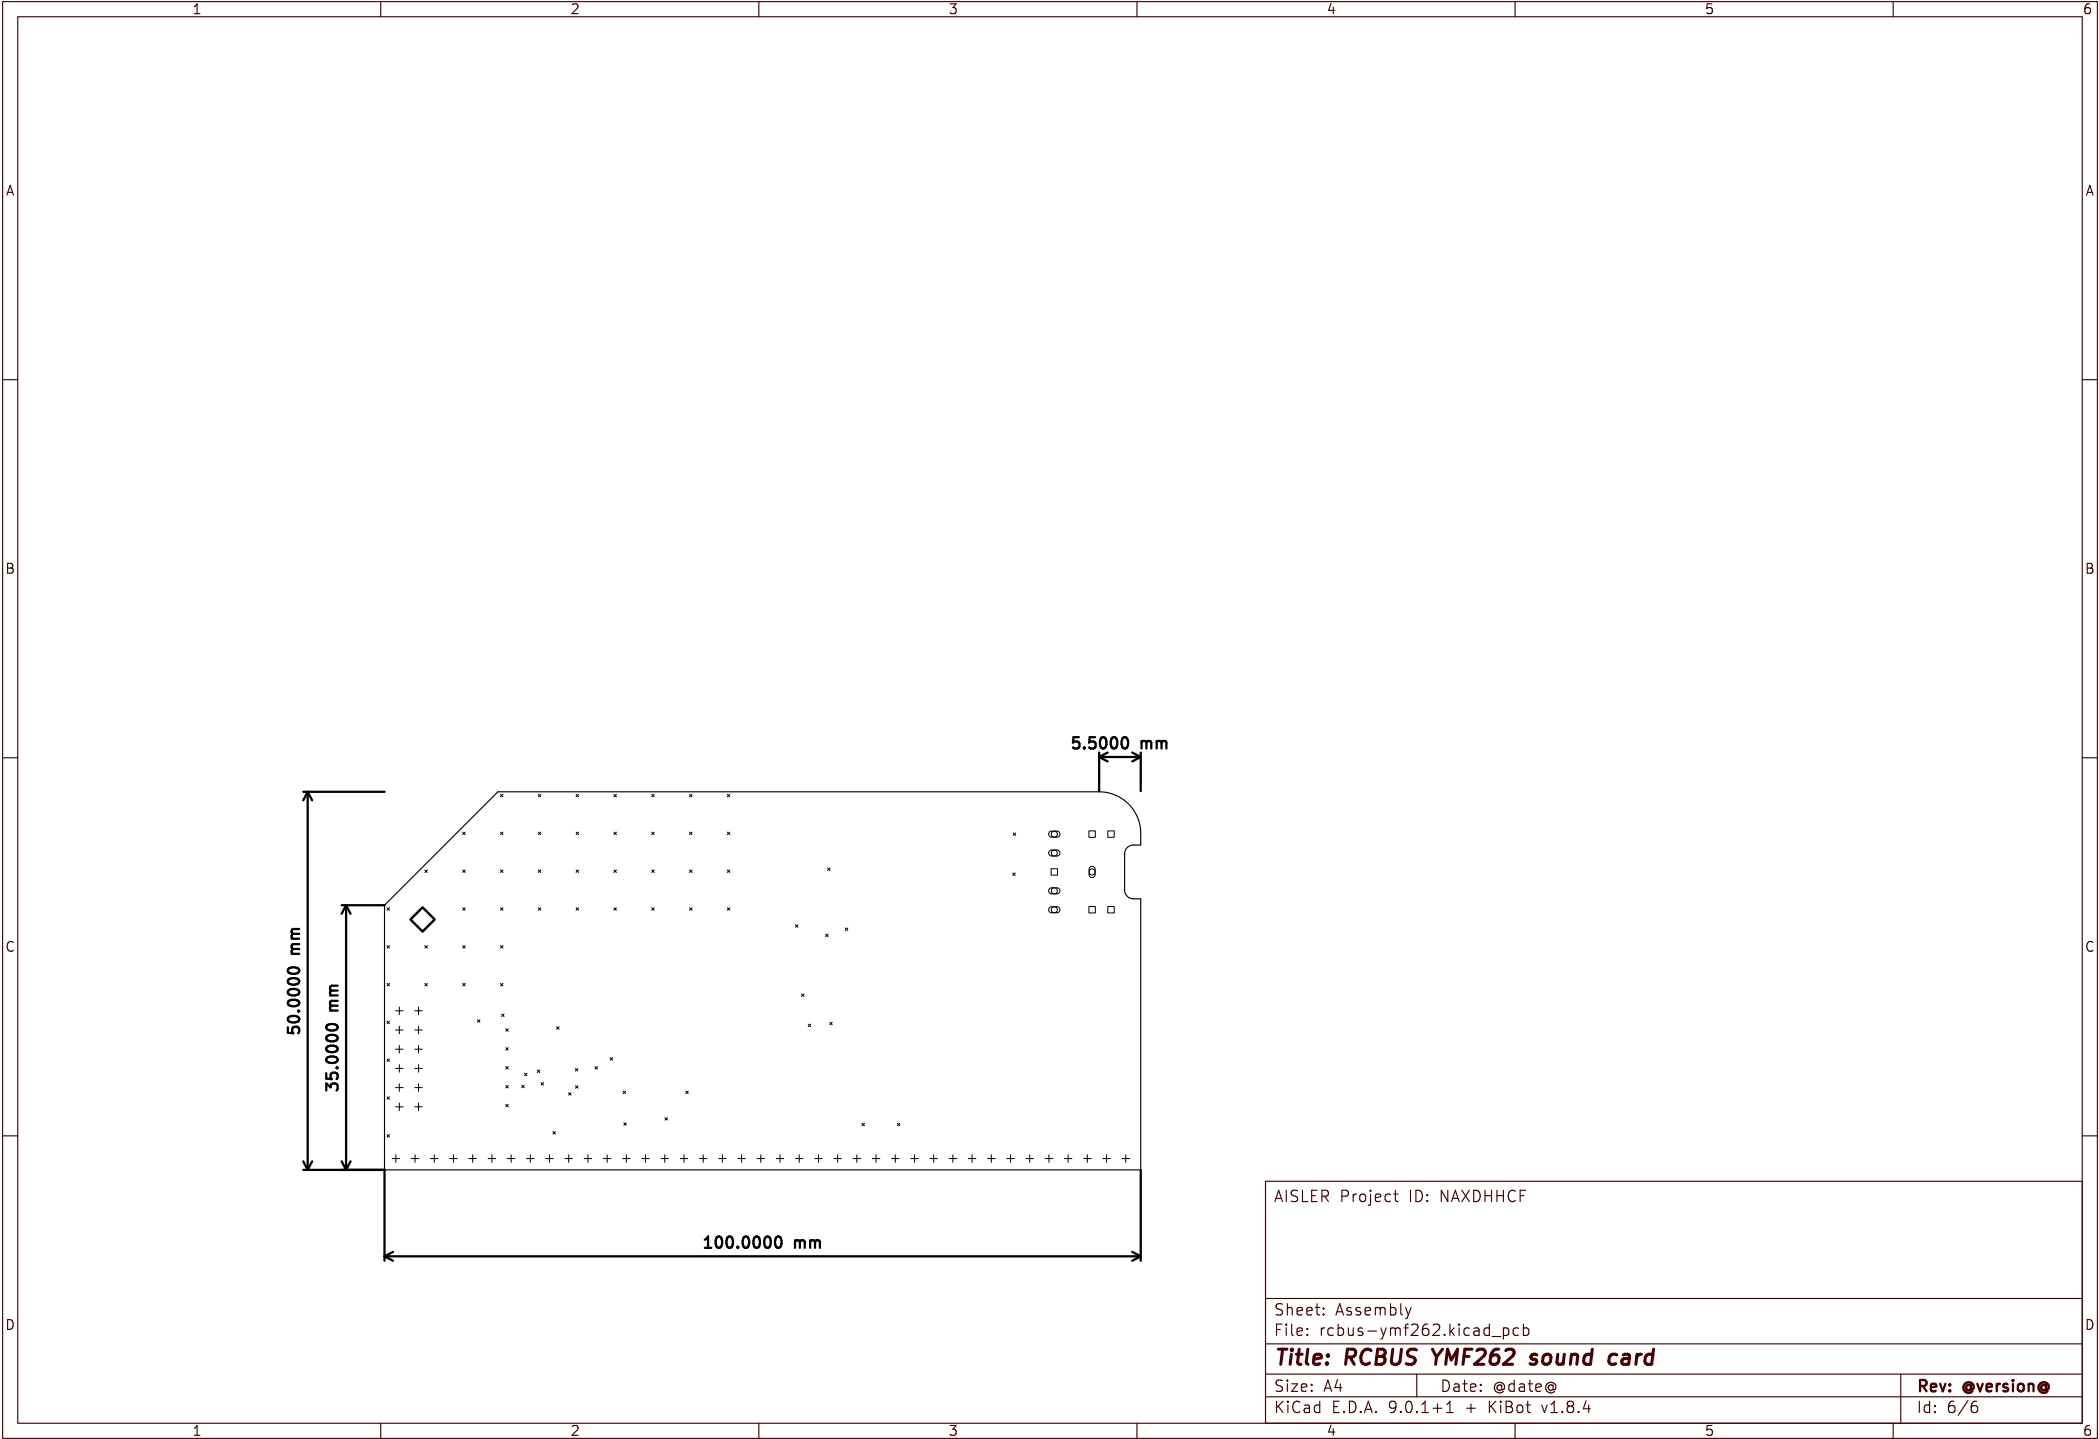 1 2 3 4 5 6
A A
B B
5.5000 mm
50.0000 mm
35.0000 mm
C C
100.0000 mm
AISLER Project ID: NAXDHHCF
Sheet: Assembly
File: rcbus-ymf262.kicad_pcb
D D
Title: RCBUS YMF262 sound card
Size: A4 Date: @date@ Rev: @version@
KiCad E.D.A. 9.0.1+1 + KiBot v1.8.4 Id: 6/6
1 2 3 4 5 6